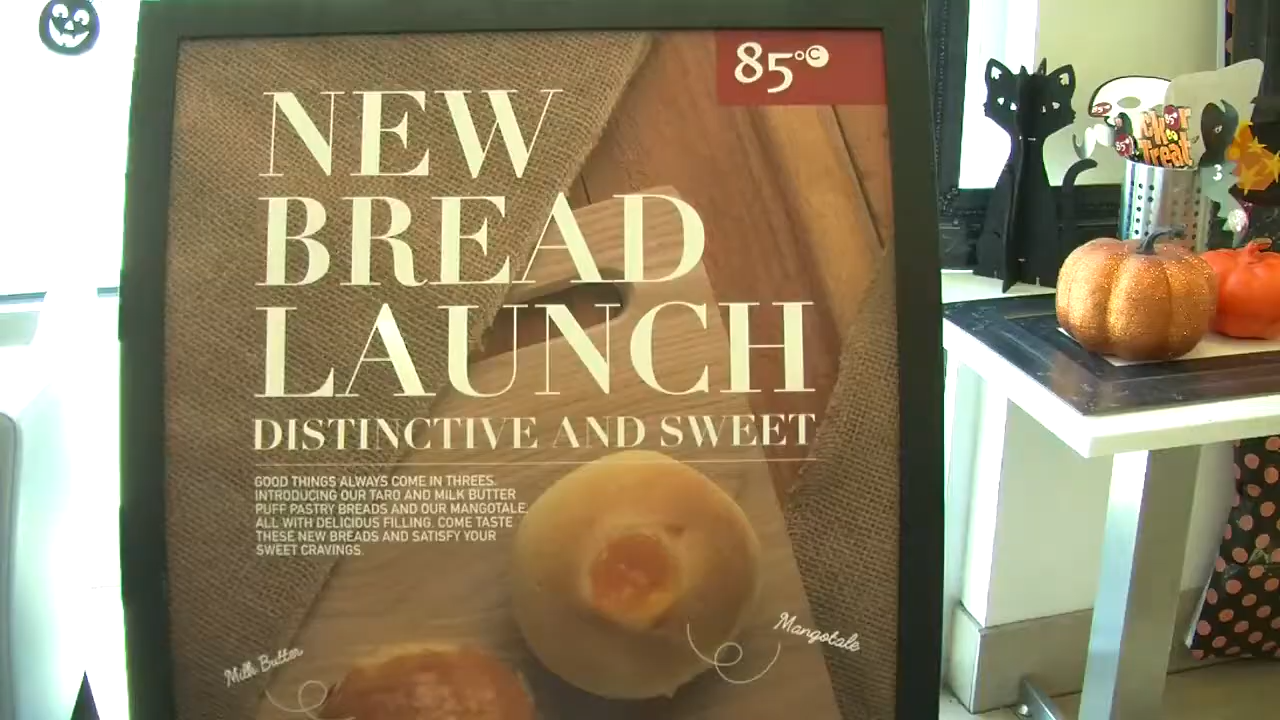 85°C
NEW
BREAD
LAUNCH
DISTINCTIVE AND SWEET
GOOD THINGS ALWAYS COME IN THREES.
INTRODUCING OUR TARO AND MILK BUTTER
PUFF PASTRY BREADS AND OUR MANGOTALE,
ALL WITH DELICIOUS FILLING. COME TASTE
THESE NEW BREADS AND SATISFY YOUR
SWEET CRAVINGS.
Mangotale
Milk Butter
Treat